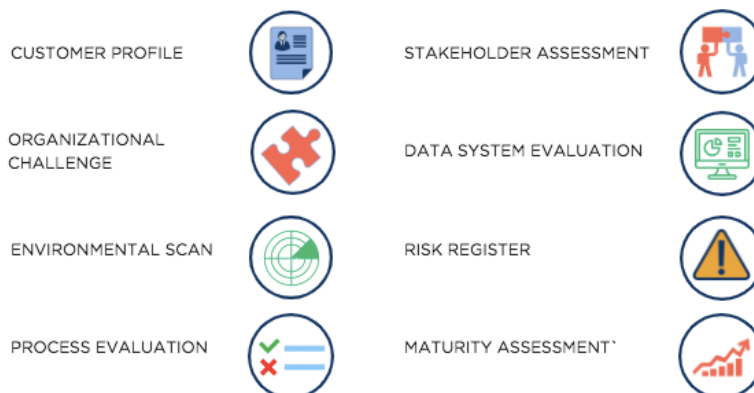 CUSTOMER PROFILE
ORGANIZATIONAL
CHALLENGE
ENVIRONMENTAL SCAN
PROCESS EVALUATION
STAKEHOLDER ASSESSMENT
DATA SYSTEM EVALUATION
RISK REGISTER
MATURITY ASSESSMENT`